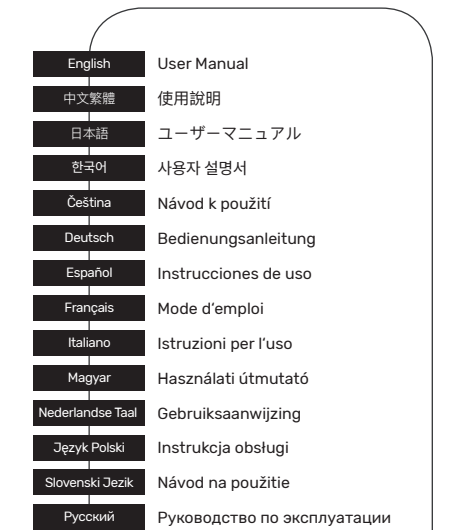 English User Manual
中文繁體 使用說明
日本語 ユーザーマニュアル
한국어 사용자 설명서
Čeština Návod k použití
Deutsch Bedienungsanleitung
Español Instrucciones de uso
Français Mode d'emploi
Italiano Istruzioni per l'uso
Magyar Használati útmutató
Nederlandse Taal Gebruiksaanwijzing
Język Polski Instrukcja obsługi
Slovenski Jezik Návod na použitie
Русский Руководство по эксплуатации